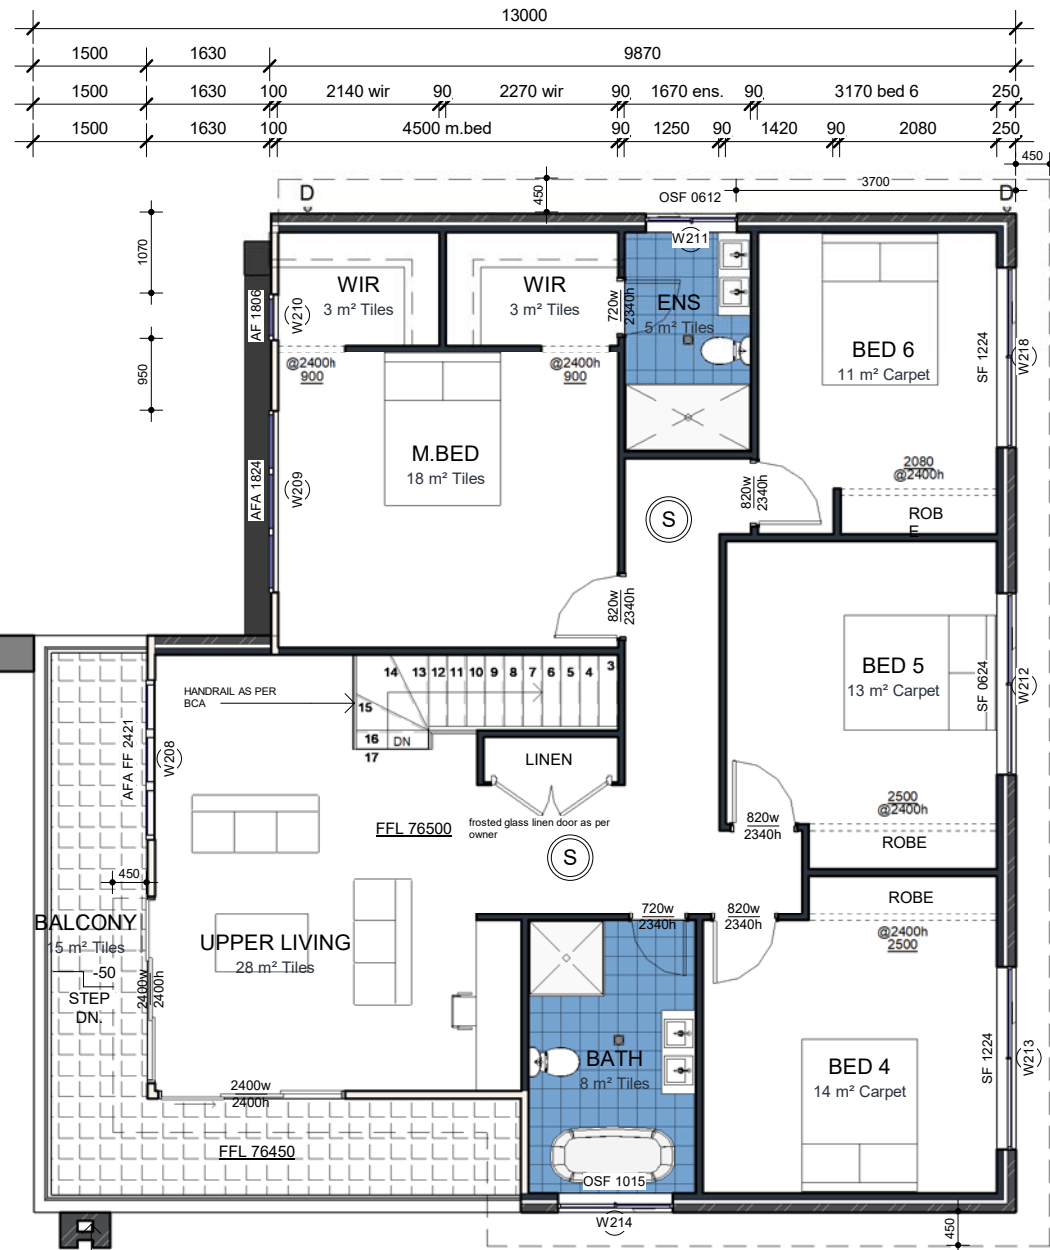 13000
1500 1630 9870
1500 1630 100 2140 wir 90 2270 wir 90 1670 ens. 90 3170 bed 6 250
1500 1630 100 4500 m.bed 90 1250 90 1420 90 2080 250
450
3700
450
OSF 0612
D
D
W211
1070
950
AF 1806
W210
WIR
3 m² Tiles
WIR
3 m² Tiles
720w
2340h
ENS
5 m² Tiles
BED 6
11 m² Carpet
SF 1224
W218
@2400h
900
@2400h
900
M.BED
18 m² Tiles
AFA 1824
W209
2080
@2400h
820w
2340h
ROB
E
S
820w
2340h
BED 5
13 m² Carpet
SF 0624
W212
14 13 12 11 10 9 8 7 6 5 4 3
HANDRAIL AS PER
BCA
15
16 DN
17
AFA FF 2421
W208
LINEN
frosted glass linen door as per
owner
FFL 76500
S
2500
@2400h
820w
2340h
ROBE
450
ROBE
720w
2340h
820w
2340h
@2400h
2500
BALCONY
15 m² Tiles
-50
STEP
DN.
2400w
2400h
UPPER LIVING
28 m² Tiles
BATH
8 m² Tiles
BED 4
14 m² Carpet
SF 1224
W213
2400w
2400h
FFL 76450
OSF 1015
W214
450